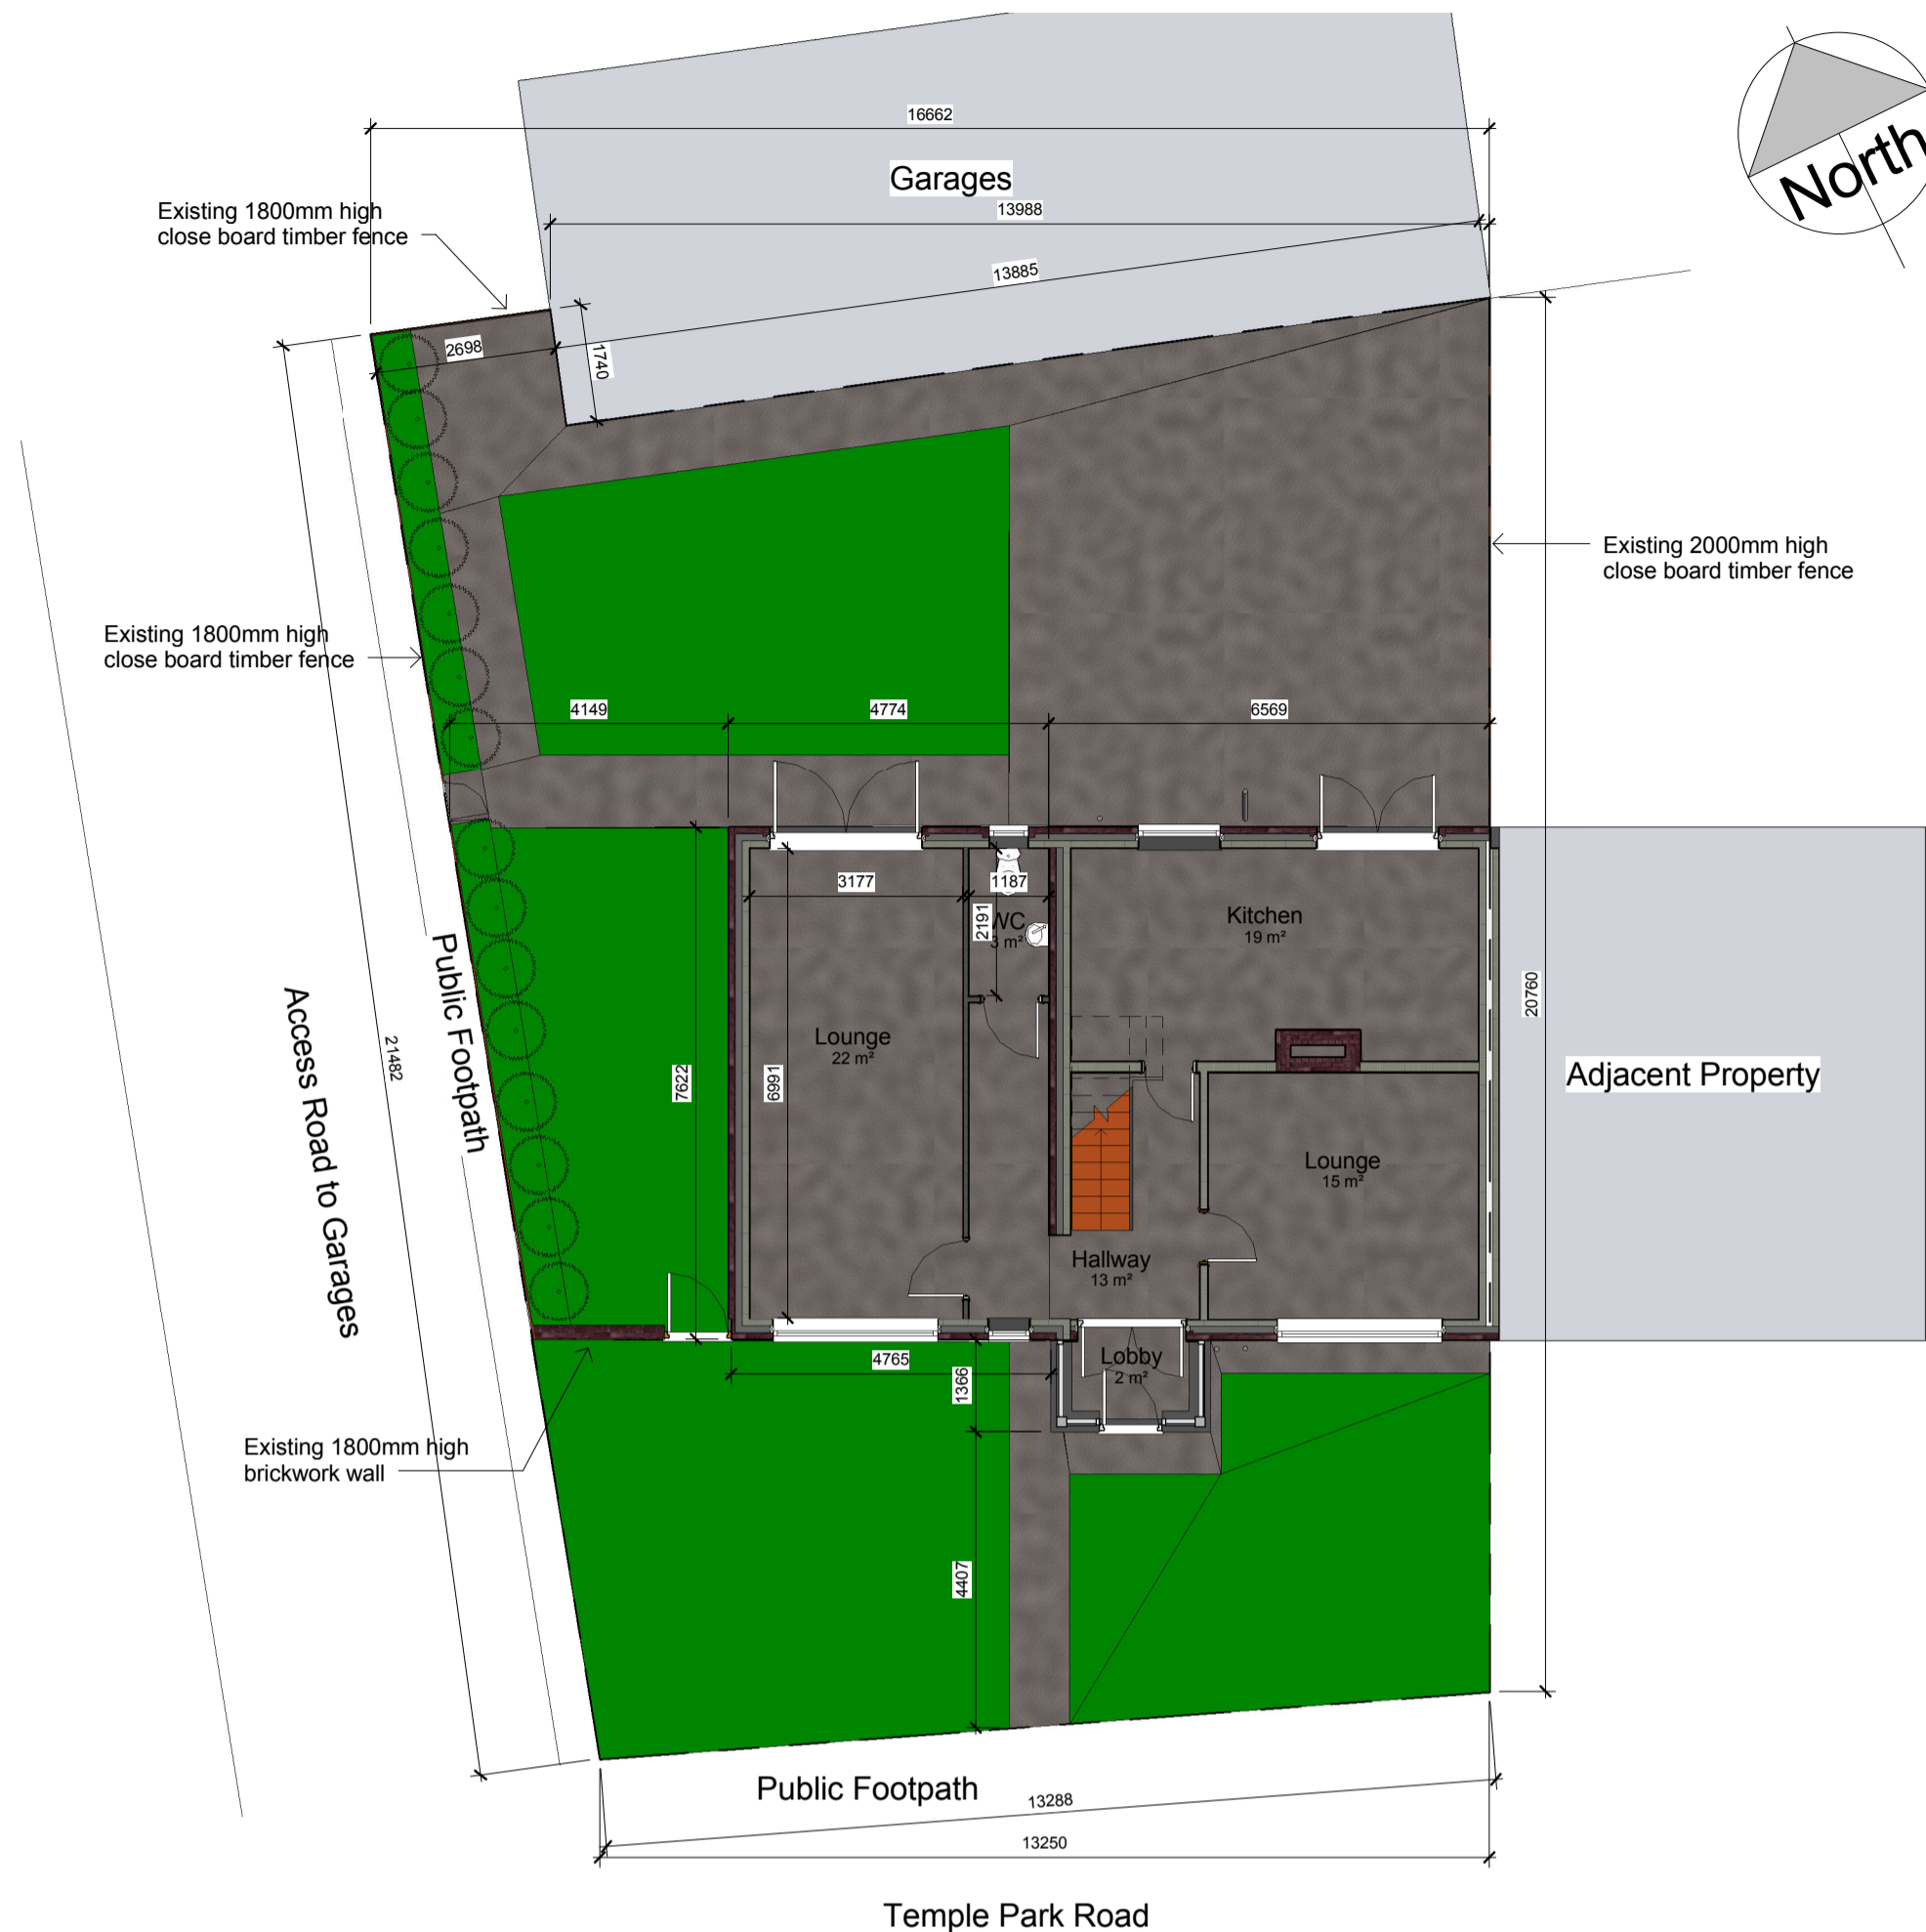 16662
North
Garages
Existing 1800mm high
close board timber fence
13988
13885
2698
1740
Existing 2000mm high
close board timber fence
Existing 1800mm high
close board timber fence
4149
4774
6569
3177
1187
2191
WC
3 m²
Kitchen
19 m²
Public Footpath
Access Road to Garages
21482
7622
6991
Lounge
22 m²
20760
Adjacent Property
Lounge
15 m²
Hallway
13 m²
Lobby
2 m²
4765
1366
Existing 1800mm high
brickwork wall
4407
Public Footpath
13288
13250
Temple Park Road